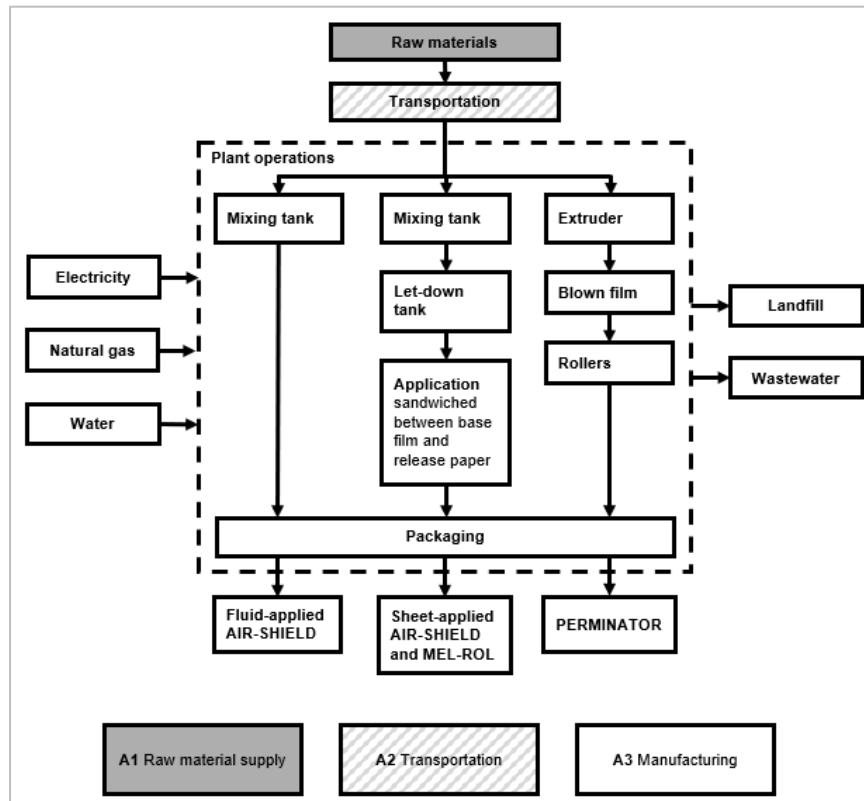 Raw materials
Transportation
Plant operations
Mixing tank
Mixing tank
Extruder
Electricity
Let-down
tank
Blown film
Landfill
Natural gas
Rollers
Application
sandwiched
between base
film and
release paper
Wastewater
Water
Packaging
Fluid-applied
AIR-SHIELD
Sheet-applied
AIR-SHIELD
and MEL-ROL
PERMINATOR
A1 Raw material supply
A2 Transportation
A3 Manufacturing